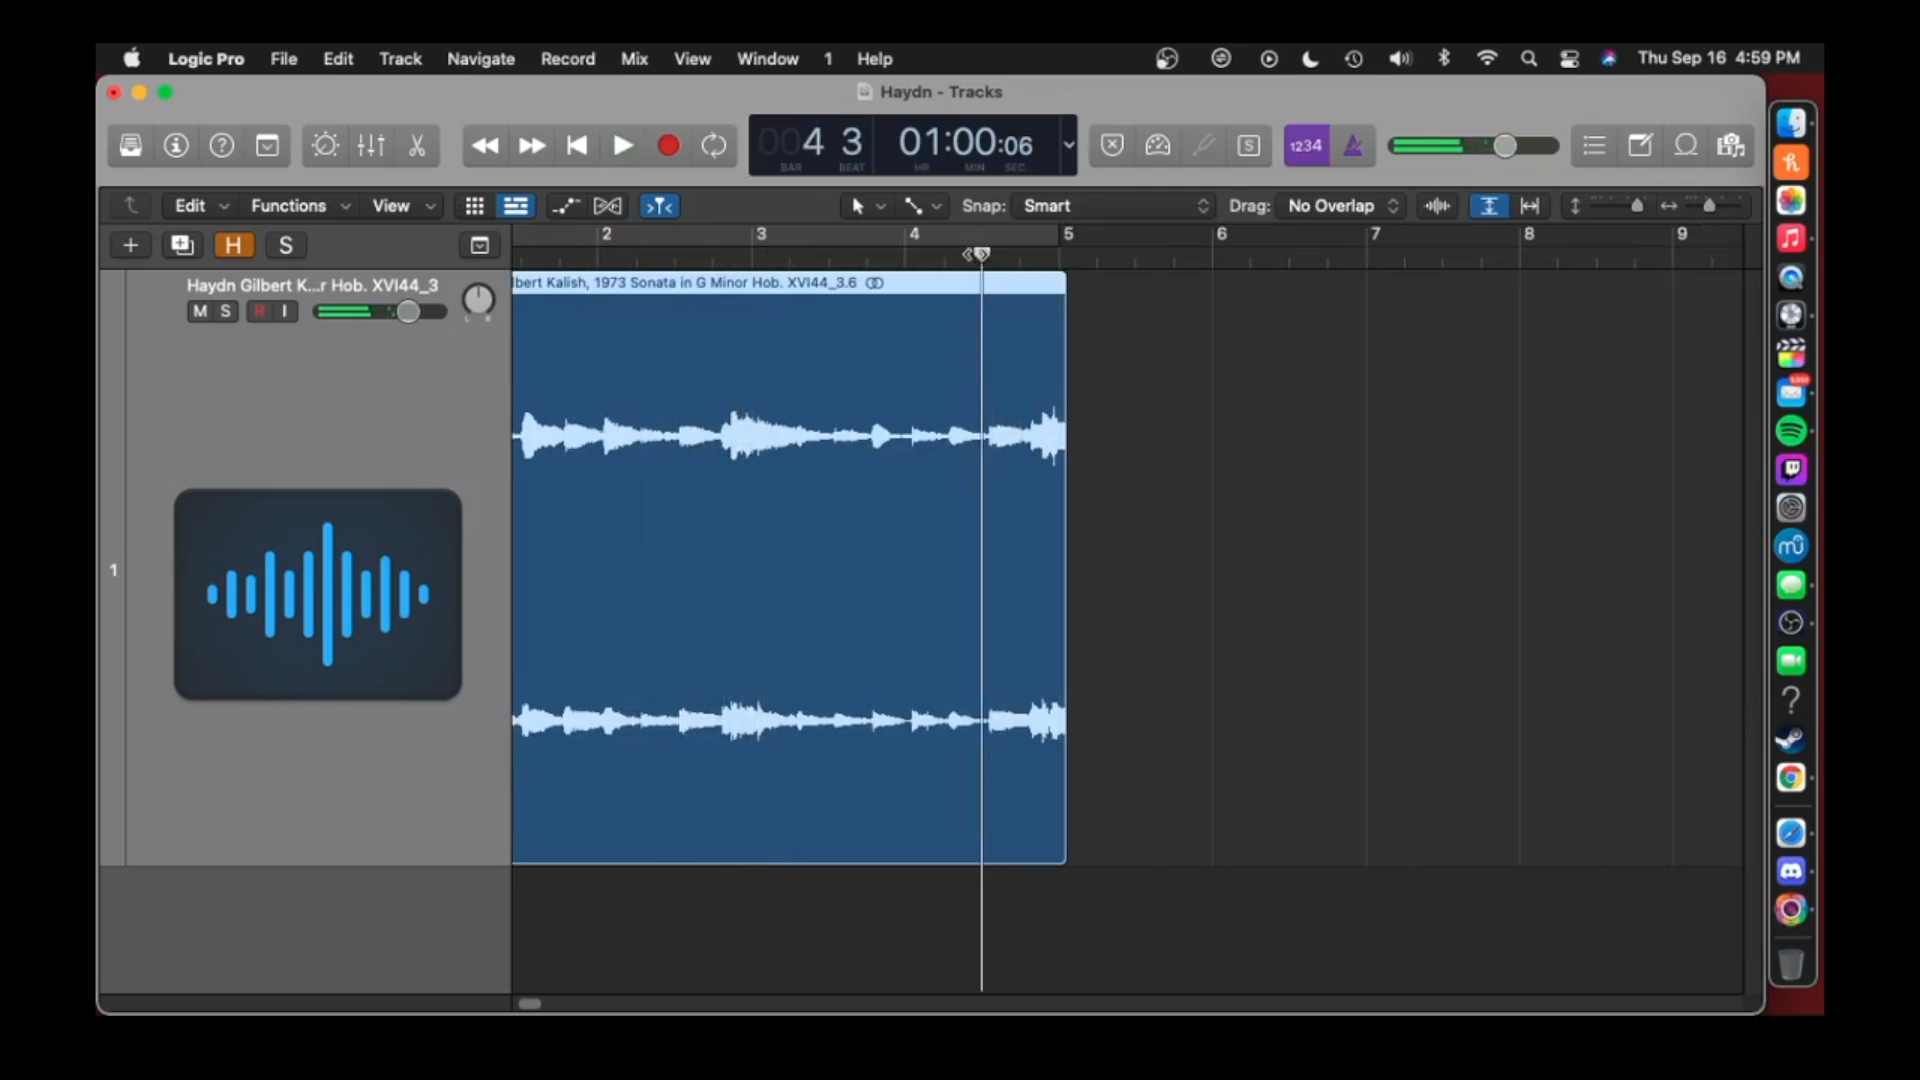 Logic Pro File Edit Track Navigate Record Mix View Window 1 Help Thu Sep 16 4:59 PM
Haydn - Tracks
004 3 01:00:06
BAR BEAT HR MIN SEC
S 1234
Edit Functions View Snap: Smart Drag: No Overlap
H S 2 3 4 5 6 7 8 9
Haydn Gilbert K...r Hob. XVI44_3
lbert Kalish, 1973 Sonata in G Minor Hob. XVI44_3.6
M S R I
L R
1